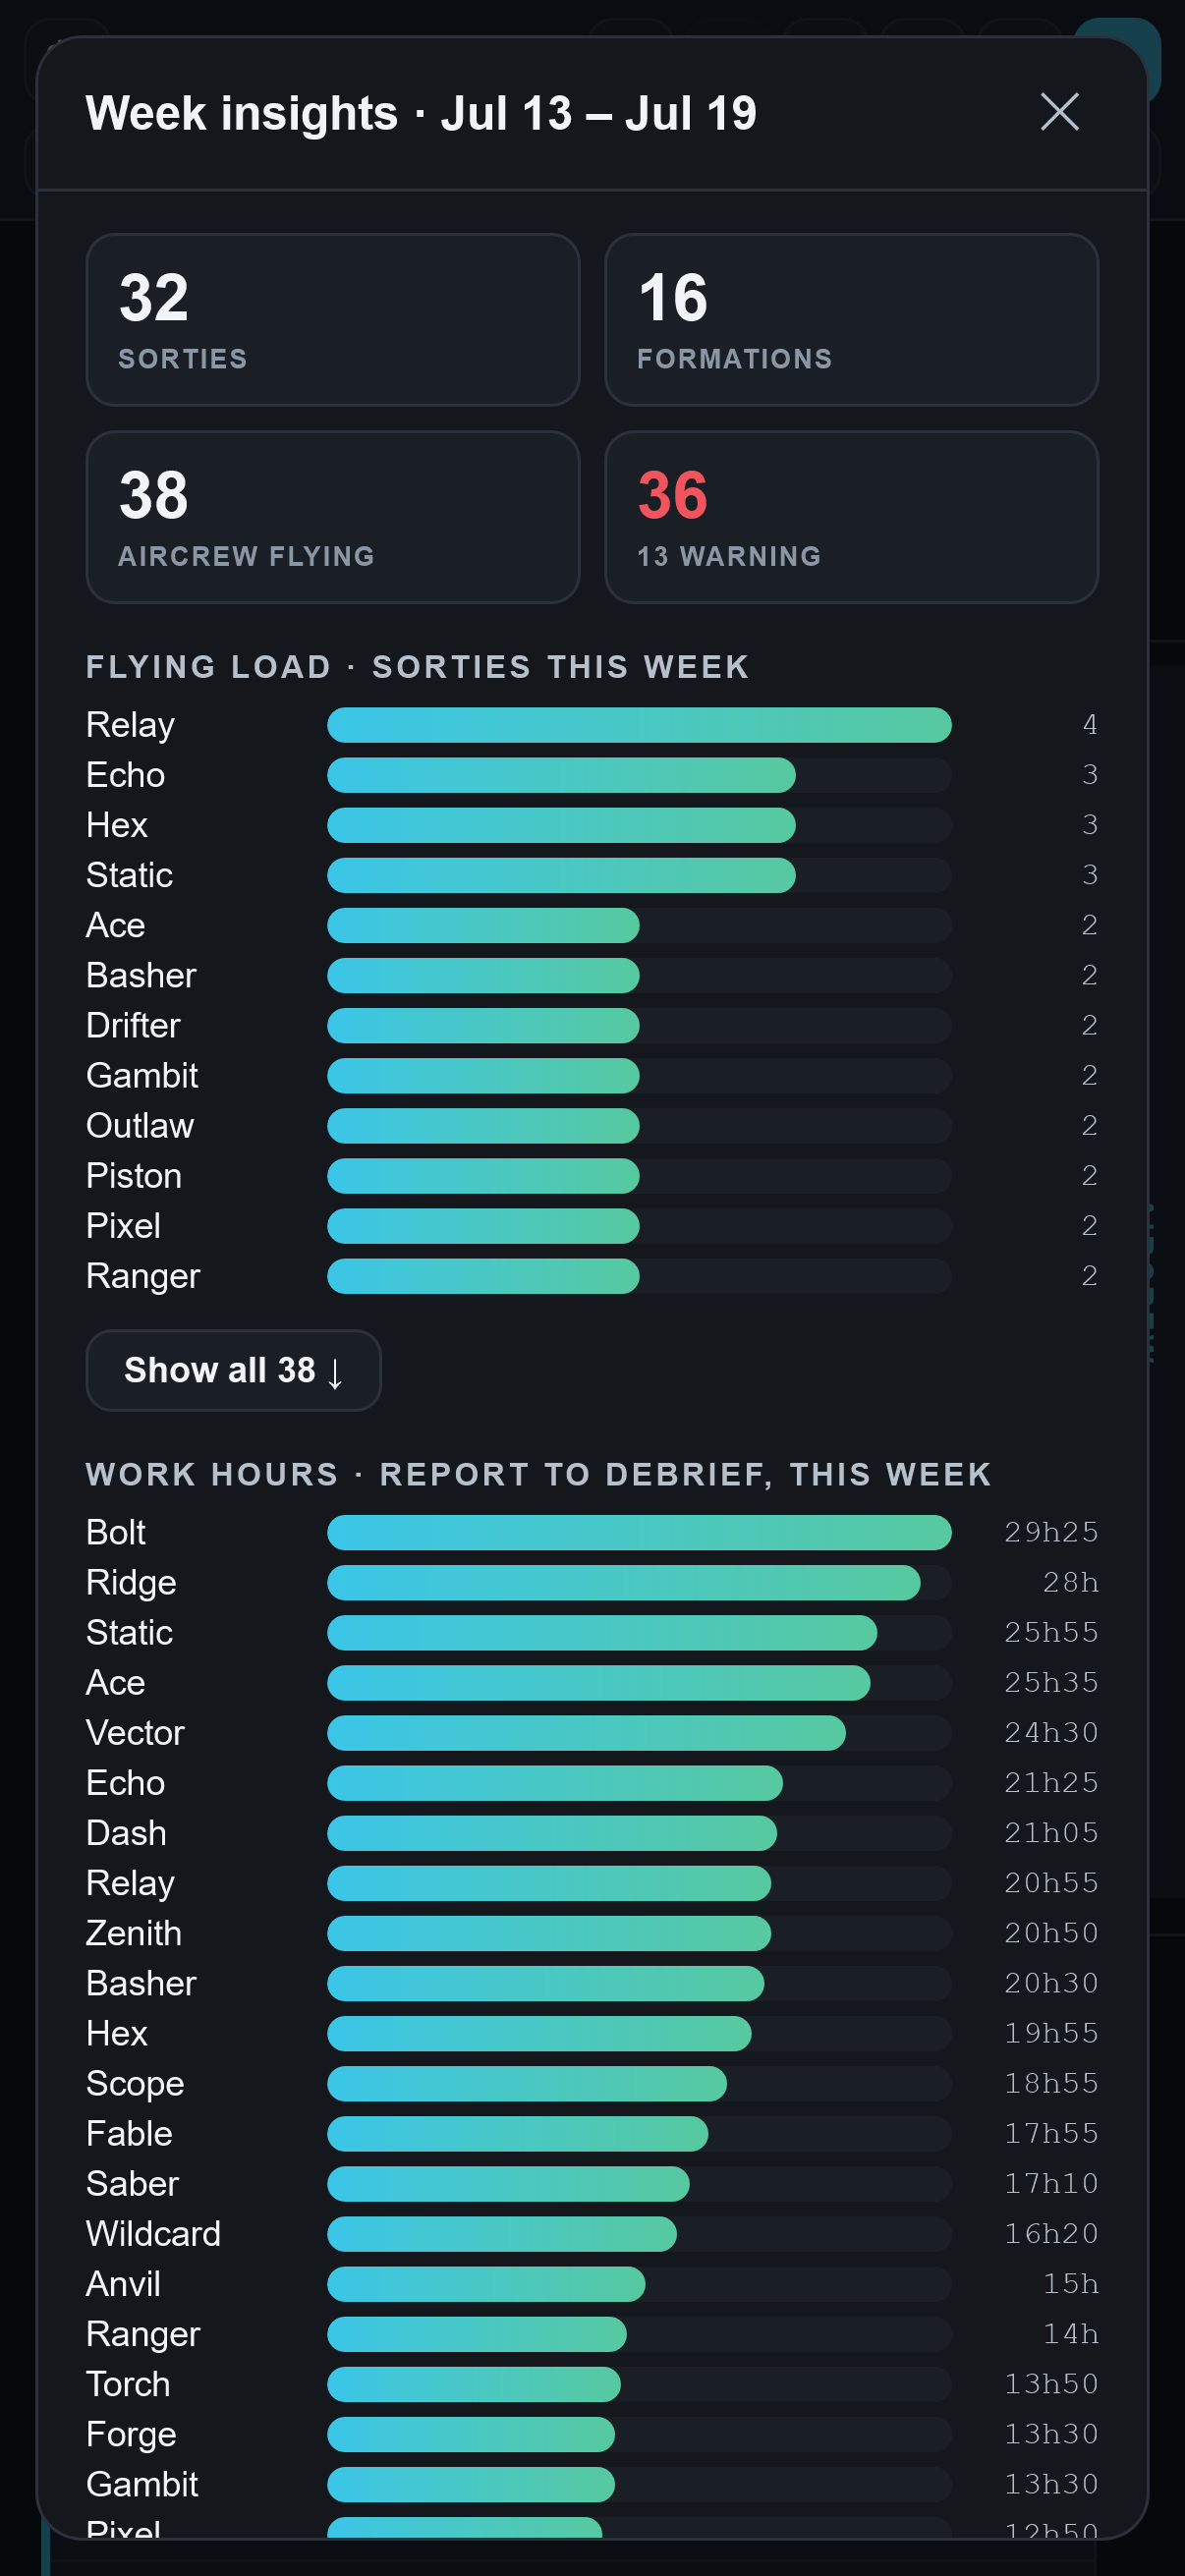 Week insights · Jul 13 – Jul 19
32
SORTIES
16
FORMATIONS
38
AIRCREW FLYING
36
13 WARNING
FLYING LOAD · SORTIES THIS WEEK
Relay 4
Echo 3
Hex 3
Static 3
Ace 2
Basher 2
Drifter 2
Gambit 2
Outlaw 2
Piston 2
Pixel 2
Ranger 2
Show all 38 ↓
WORK HOURS · REPORT TO DEBRIEF, THIS WEEK
Bolt 29h25
Ridge 28h
Static 25h55
Ace 25h35
Vector 24h30
Echo 21h25
Dash 21h05
Relay 20h55
Zenith 20h50
Basher 20h30
Hex 19h55
Scope 18h55
Fable 17h55
Saber 17h10
Wildcard 16h20
Anvil 15h
Ranger 14h
Torch 13h50
Forge 13h30
Gambit 13h30
Pixel 12h50